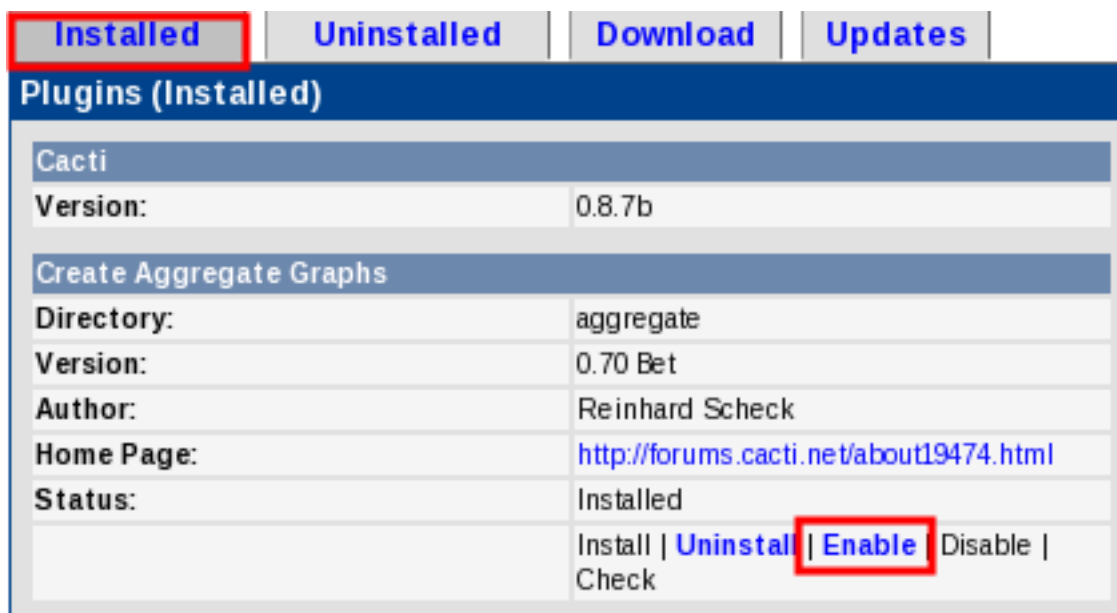 Installed Uninstalled Download Updates
Plugins (Installed)
Cacti
Version: 0.8.7b
Create Aggregate Graphs
Directory: aggregate
Version: 0.70 Bet
Author: Reinhard Scheck
Home Page: http://forums.cacti.net/about19474.html
Status: Installed
Install | Uninstall | Enable | Disable |
Check